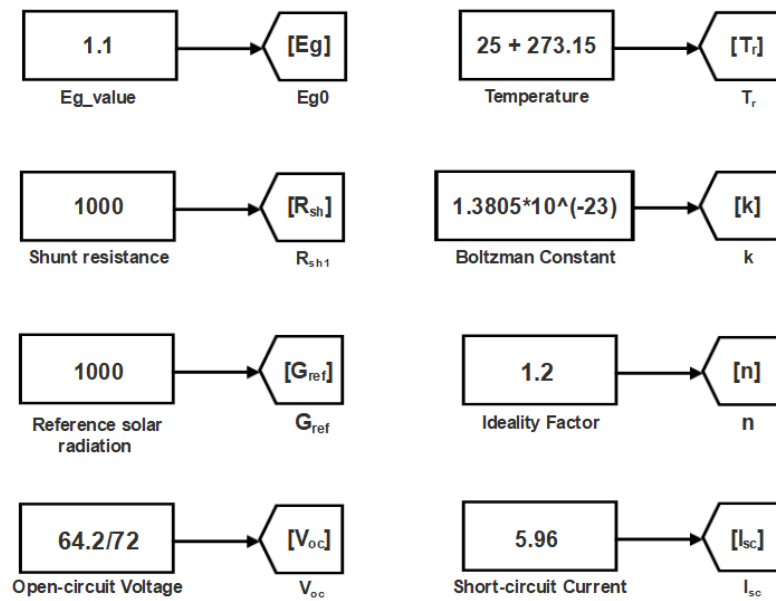 1.1
[Eg]
25 + 273.15
[Tr]
Eg_value
Eg0
Temperature
Tr
1000
[Rsh]
1.3805*10^(-23)
[k]
Shunt resistance
Rsh1
Boltzman Constant
k
1000
[Gref]
1.2
[n]
Reference solar
radiation
Gref
Ideality Factor
n
64.2/72
[Voc]
5.96
[Isc]
Open-circuit Voltage
Voc
Short-circuit Current
Isc